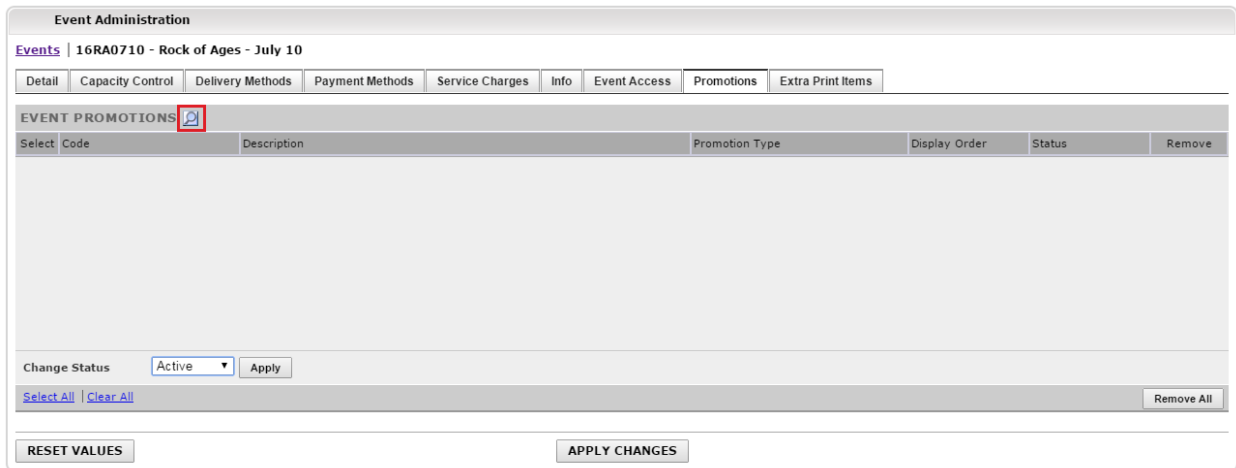 Event Administration
Events | 16RA0710 - Rock of Ages - July 10
Detail Capacity Control Delivery Methods Payment Methods Service Charges Info Event Access Promotions Extra Print Items
EVENT PROMOTIONS
Select Code Description Promotion Type Display Order Status Remove
Change Status Active Apply
Select All | Clear All Remove All
RESET VALUES APPLY CHANGES